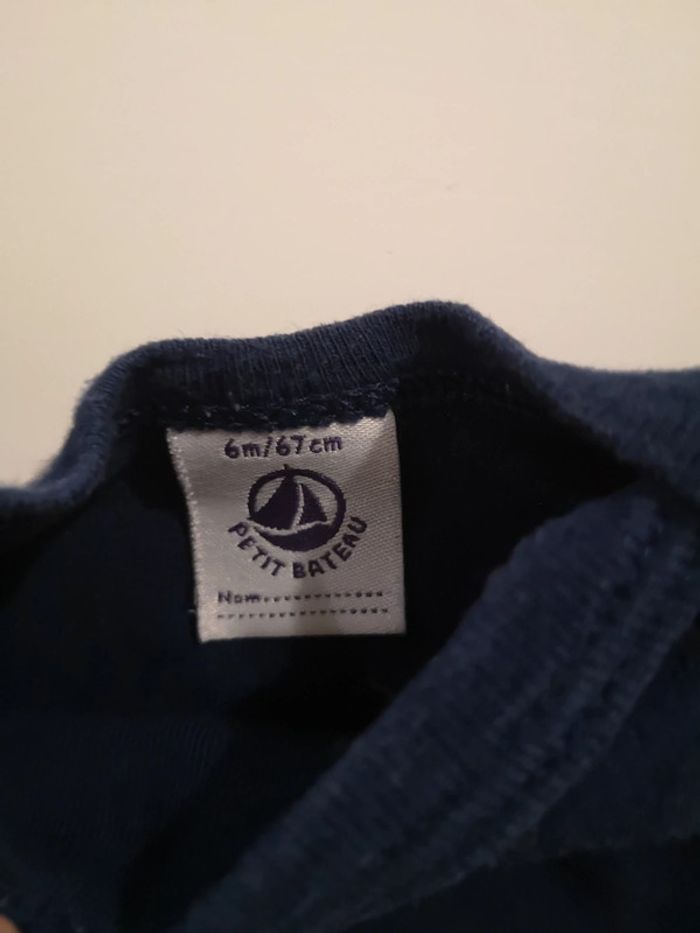 6m/67cm
PETIT BATEAU
Nom...............
..................